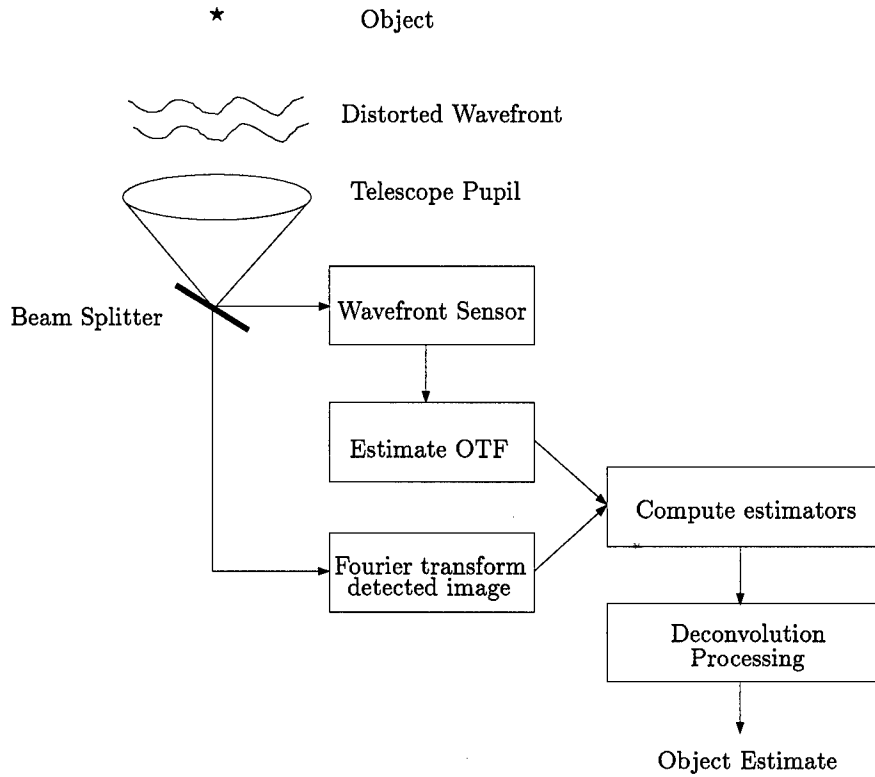 Object
Distorted Wavefront
Telescope Pupil
Beam Splitter
Wavefront Sensor
Estimate OTF
Compute estimators
Fourier transform
detected image
Deconvolution
Processing
Object Estimate